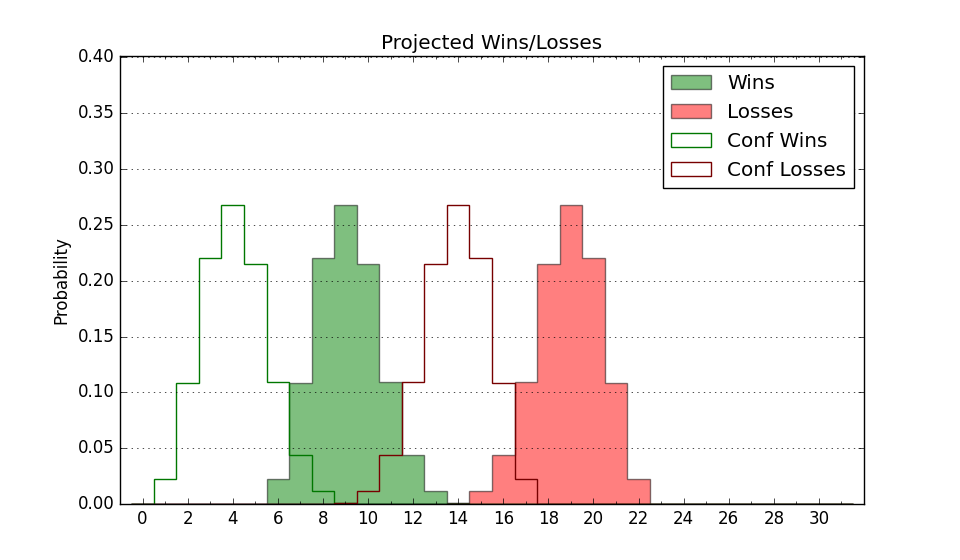 Projected Wins/Losses
0.40
0.35
0.30
0.25
0.20
0.15
0.10
0.05
0.00
Probability
Wins
Losses
Conf Wins
Conf Losses
0 2 4 6 8 10 12 14 16 18 20 22 24 26 28 30